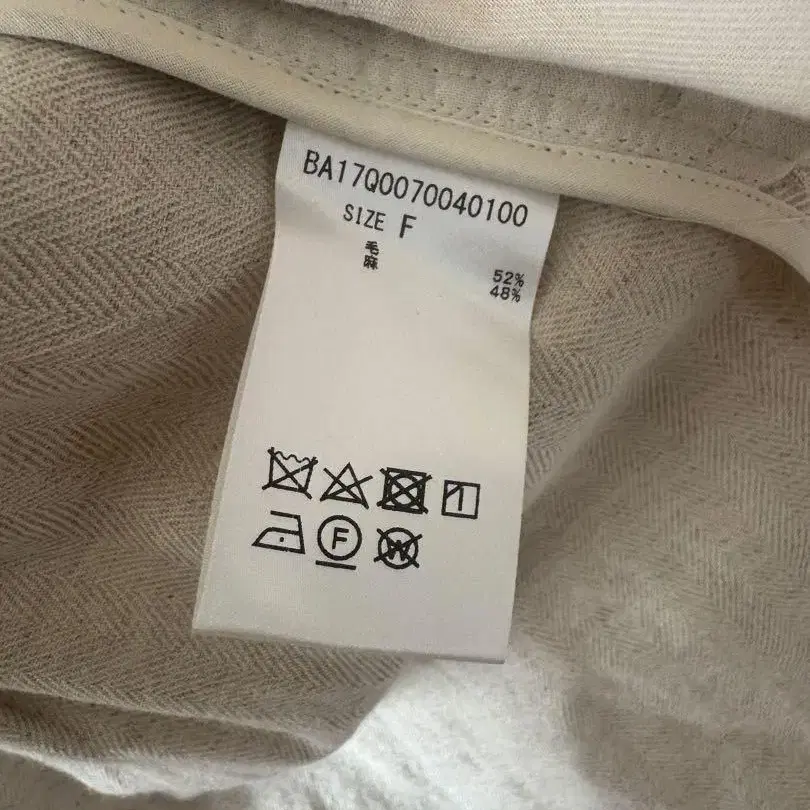 BA17Q0070040100
SIZE F
毛 52%
麻 48%
F W